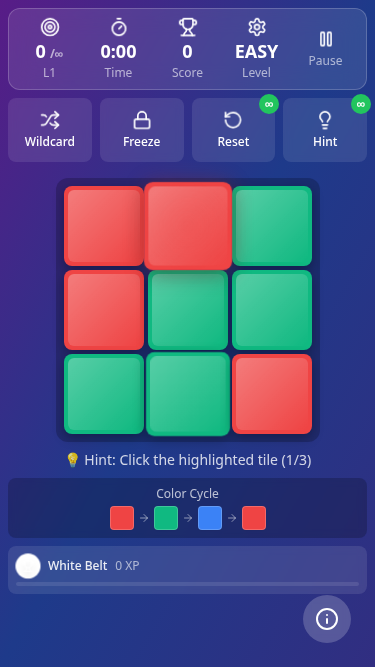 0 /∞
L1
0:00
Time
0
Score
EASY
Level
Pause
Wildcard
Freeze
∞
Reset
∞
Hint
💡 Hint: Click the highlighted tile (1/3)
Color Cycle
→ → →
White Belt 0 XP